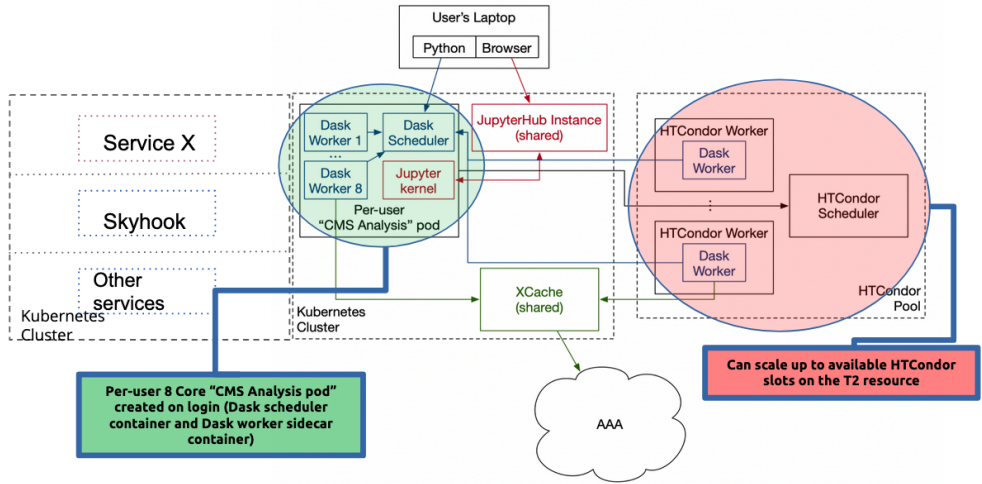 User's Laptop
Python
Browser
Service X
Skyhook
Other
services
Kubernetes
Cluster
Dask
Worker 1
...
Dask
Worker 8
Dask
Scheduler
Jupyter
kernel
Per-user
“CMS Analysis” pod
Kubernetes
Cluster
JupyterHub Instance
(shared)
XCache
(shared)
AAA
HTCondor Worker
Dask
Worker
⋮
HTCondor Worker
Dask
Worker
HTCondor
Scheduler
HTCondor
Pool
Per-user 8 Core “CMS Analysis pod”
created on login (Dask scheduler
container and Dask worker sidecar
container)
Can scale up to available HTCondor
slots on the T2 resource